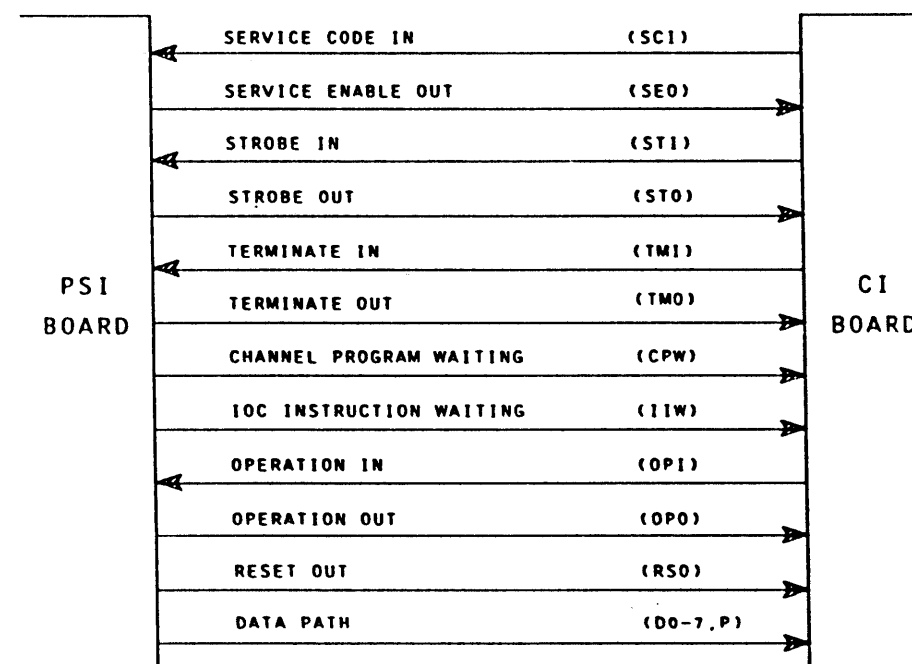 SERVICE CODE IN (SCI)
SERVICE ENABLE OUT (SEO)
STROBE IN (STI)
STROBE OUT (STO)
TERMINATE IN (TMI)
PSI BOARD
TERMINATE OUT (TMO)
CI BOARD
CHANNEL PROGRAM WAITING (CPW)
IOC INSTRUCTION WAITING (IIW)
OPERATION IN (OPI)
OPERATION OUT (OPO)
RESET OUT (RSO)
DATA PATH (D0-7,P)